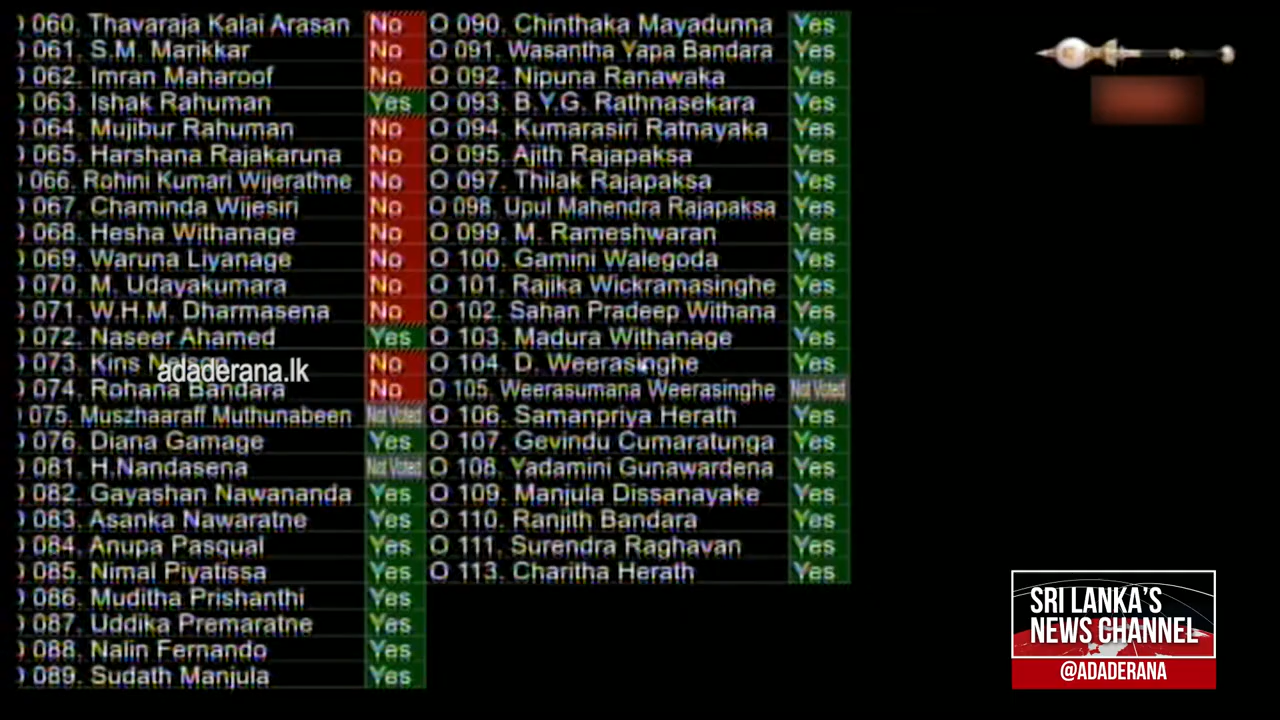 060. Thavaraja Kalai Arasan No
061. S.M. Marikkar No
062. Imran Maharoof No
063. Ishak Rahuman Yes
064. Mujibur Rahuman No
065. Harshana Rajakaruna No
066. Rohini Kumari Wijerathne No
067. Chaminda Wijesiri No
068. Hesha Withanage No
069. Waruna Liyanage No
070. M. Udayakumara No
071. W.H.M. Dharmasena No
072. Naseer Ahamed Yes
073. Kins Nelson No
adaderana.lk
074. Rohana Bandara No
075. Muszhaaraff Muthunabeen Not Voted
076. Diana Gamage Yes
081. H.Nandasena Not Voted
082. Gayashan Nawananda Yes
083. Asanka Nawaratne Yes
084. Anupa Pasqual Yes
085. Nimal Piyatissa Yes
086. Muditha Prishanthi Yes
087. Uddika Premaratne Yes
088. Nalin Fernando Yes
089. Sudath Manjula Yes
O 090. Chinthaka Mayadunna Yes
O 091. Wasantha Yapa Bandara Yes
O 092. Nipuna Ranawaka Yes
O 093. B.Y.G. Rathnasekara Yes
O 094. Kumarasiri Ratnayaka Yes
O 095. Ajith Rajapaksa Yes
O 097. Thilak Rajapaksa Yes
O 098. Upul Mahendra Rajapaksa Yes
O 099. M. Rameshwaran Yes
O 100. Gamini Walegoda Yes
O 101. Rajika Wickramasinghe Yes
O 102. Sahan Pradeep Withana Yes
O 103. Madura Withanage Yes
O 104. D. Weerasinghe Yes
O 105. Weerasumana Weerasinghe Not Voted
O 106. Samanpriya Herath Yes
O 107. Gevindu Cumaratunga Yes
O 108. Yadamini Gunawardena Yes
O 109. Manjula Dissanayake Yes
O 110. Ranjith Bandara Yes
O 111. Surendra Raghavan Yes
O 113. Charitha Herath Yes
SRI LANKA'S
NEWS CHANNEL
@ADADERANA